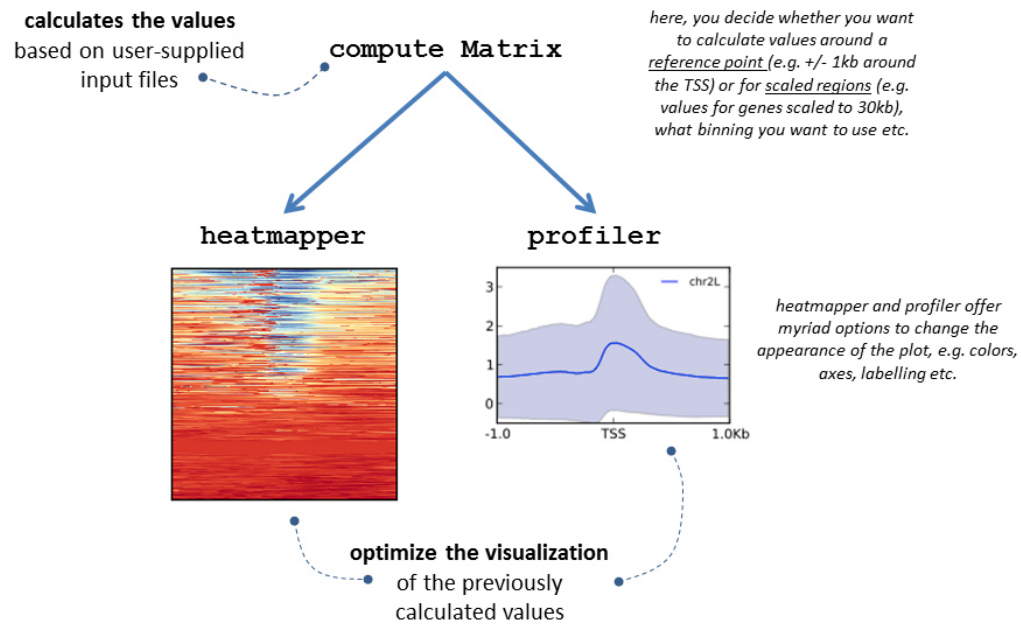 calculates the values
based on user-supplied
input files
compute Matrix
here, you decide whether you want
to calculate values around a
reference point (e.g. +/- 1kb around
the TSS) or for scaled regions (e.g.
values for genes scaled to 30kb),
what binning you want to use etc.
heatmapper
profiler
chr2L
3
2
1
0
-1.0
TSS
1.0Kb
heatmapper and profiler offer
myriad options to change the
appearance of the plot, e.g. colors,
axes, labelling etc.
optimize the visualization
of the previously
calculated values